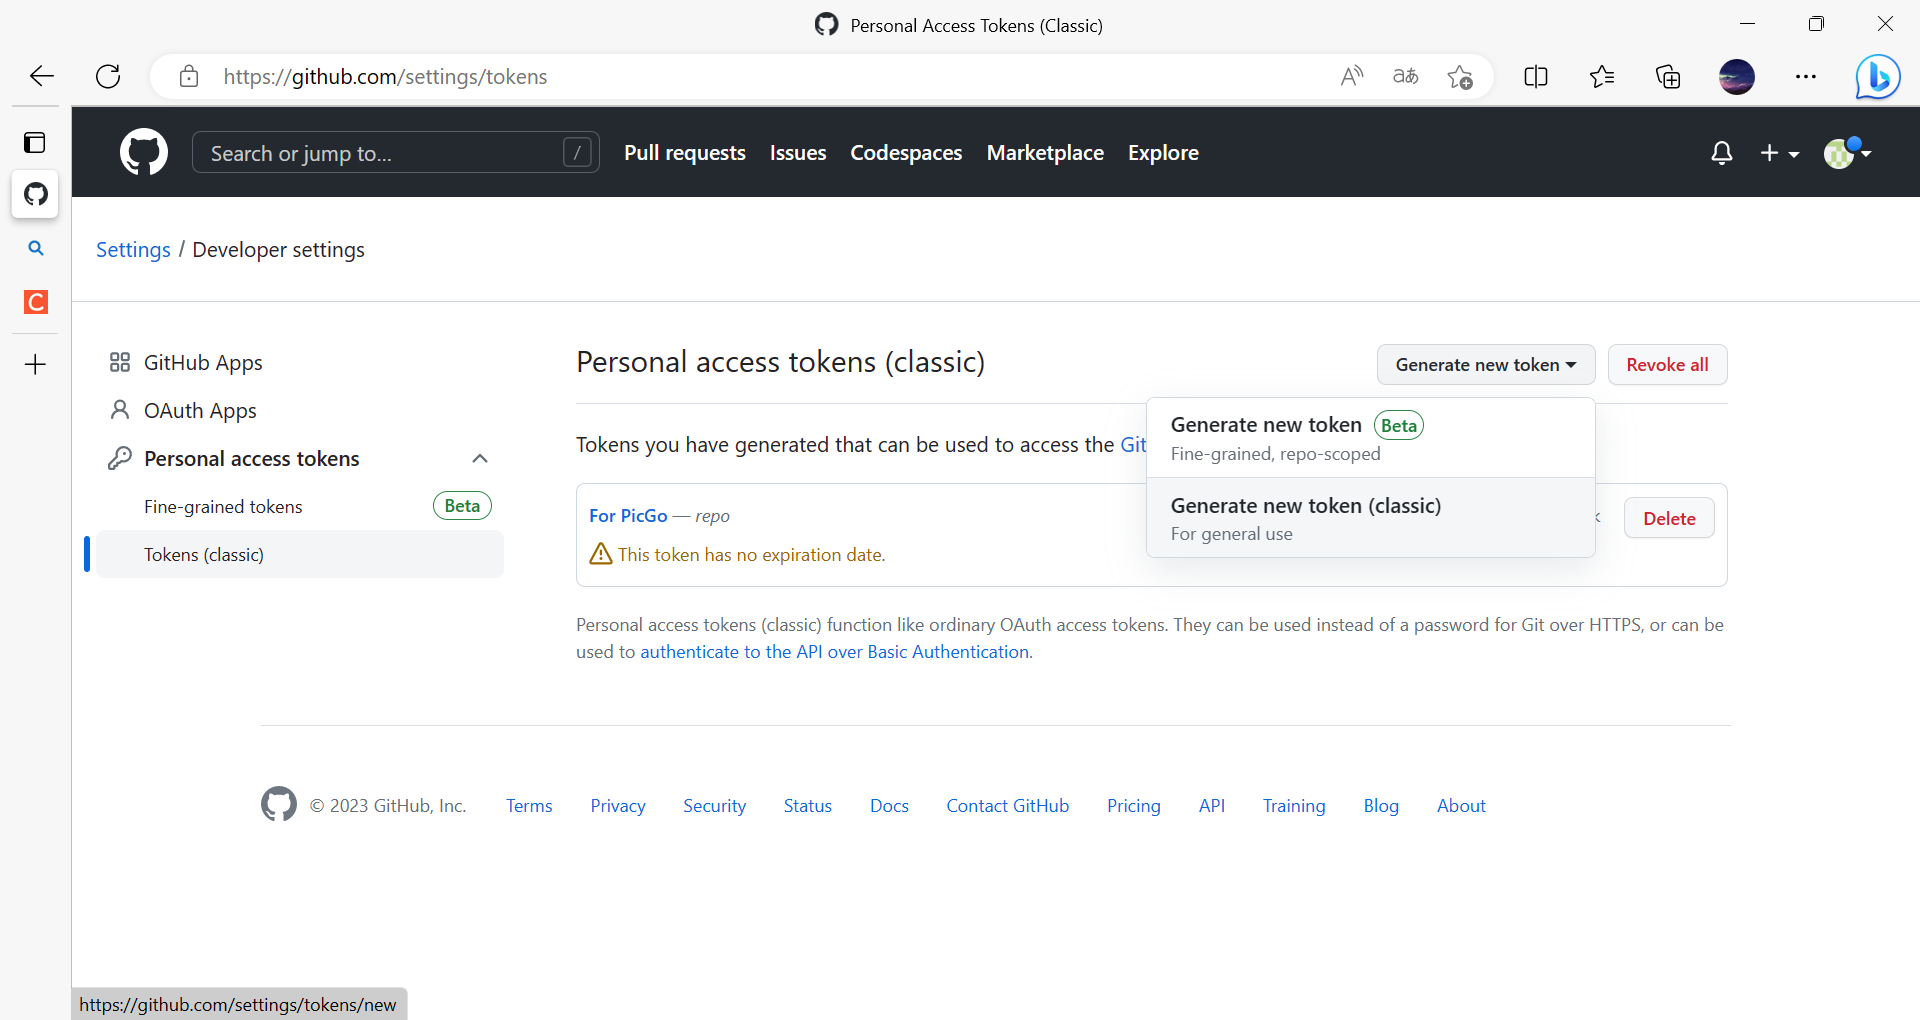 Personal Access Tokens (Classic)
https://github.com/settings/tokens
Search or jump to... /
Pull requests Issues Codespaces Marketplace Explore
Settings / Developer settings
GitHub Apps
OAuth Apps
Personal access tokens
Fine-grained tokens Beta
Tokens (classic)
Personal access tokens (classic)
Generate new token
Revoke all
Generate new token Beta
Fine-grained, repo-scoped
Generate new token (classic)
For general use
Tokens you have generated that can be used to access the Git
For PicGo — repo
Delete
This token has no expiration date.
Personal access tokens (classic) function like ordinary OAuth access tokens. They can be used instead of a password for Git over HTTPS, or can be
used to authenticate to the API over Basic Authentication.
© 2023 GitHub, Inc. Terms Privacy Security Status Docs Contact GitHub Pricing API Training Blog About
https://github.com/settings/tokens/new